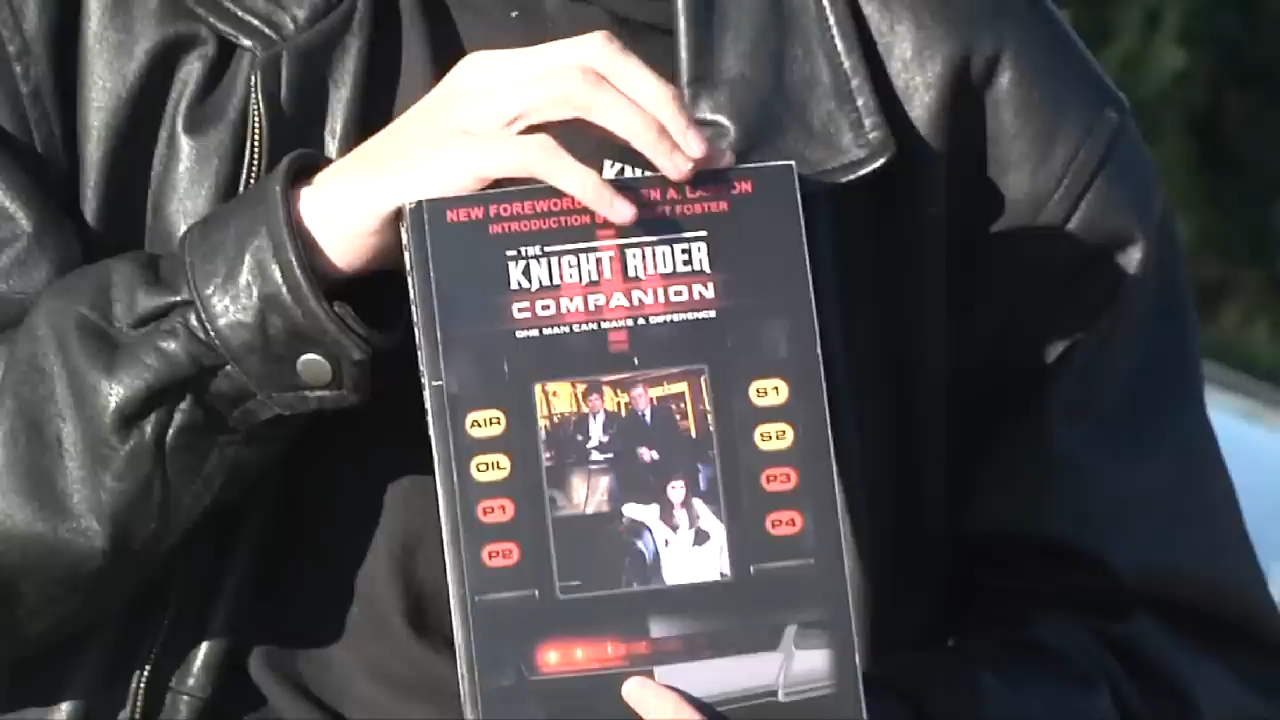 NEW FOREWORD
INTRODUCTION FOSTER
THE
KNIGHT RIDER
COMPANION
ONE MAN CAN MAKE A DIFFERENCE
AIR
OIL
P1
P2
S1
S2
P3
P4